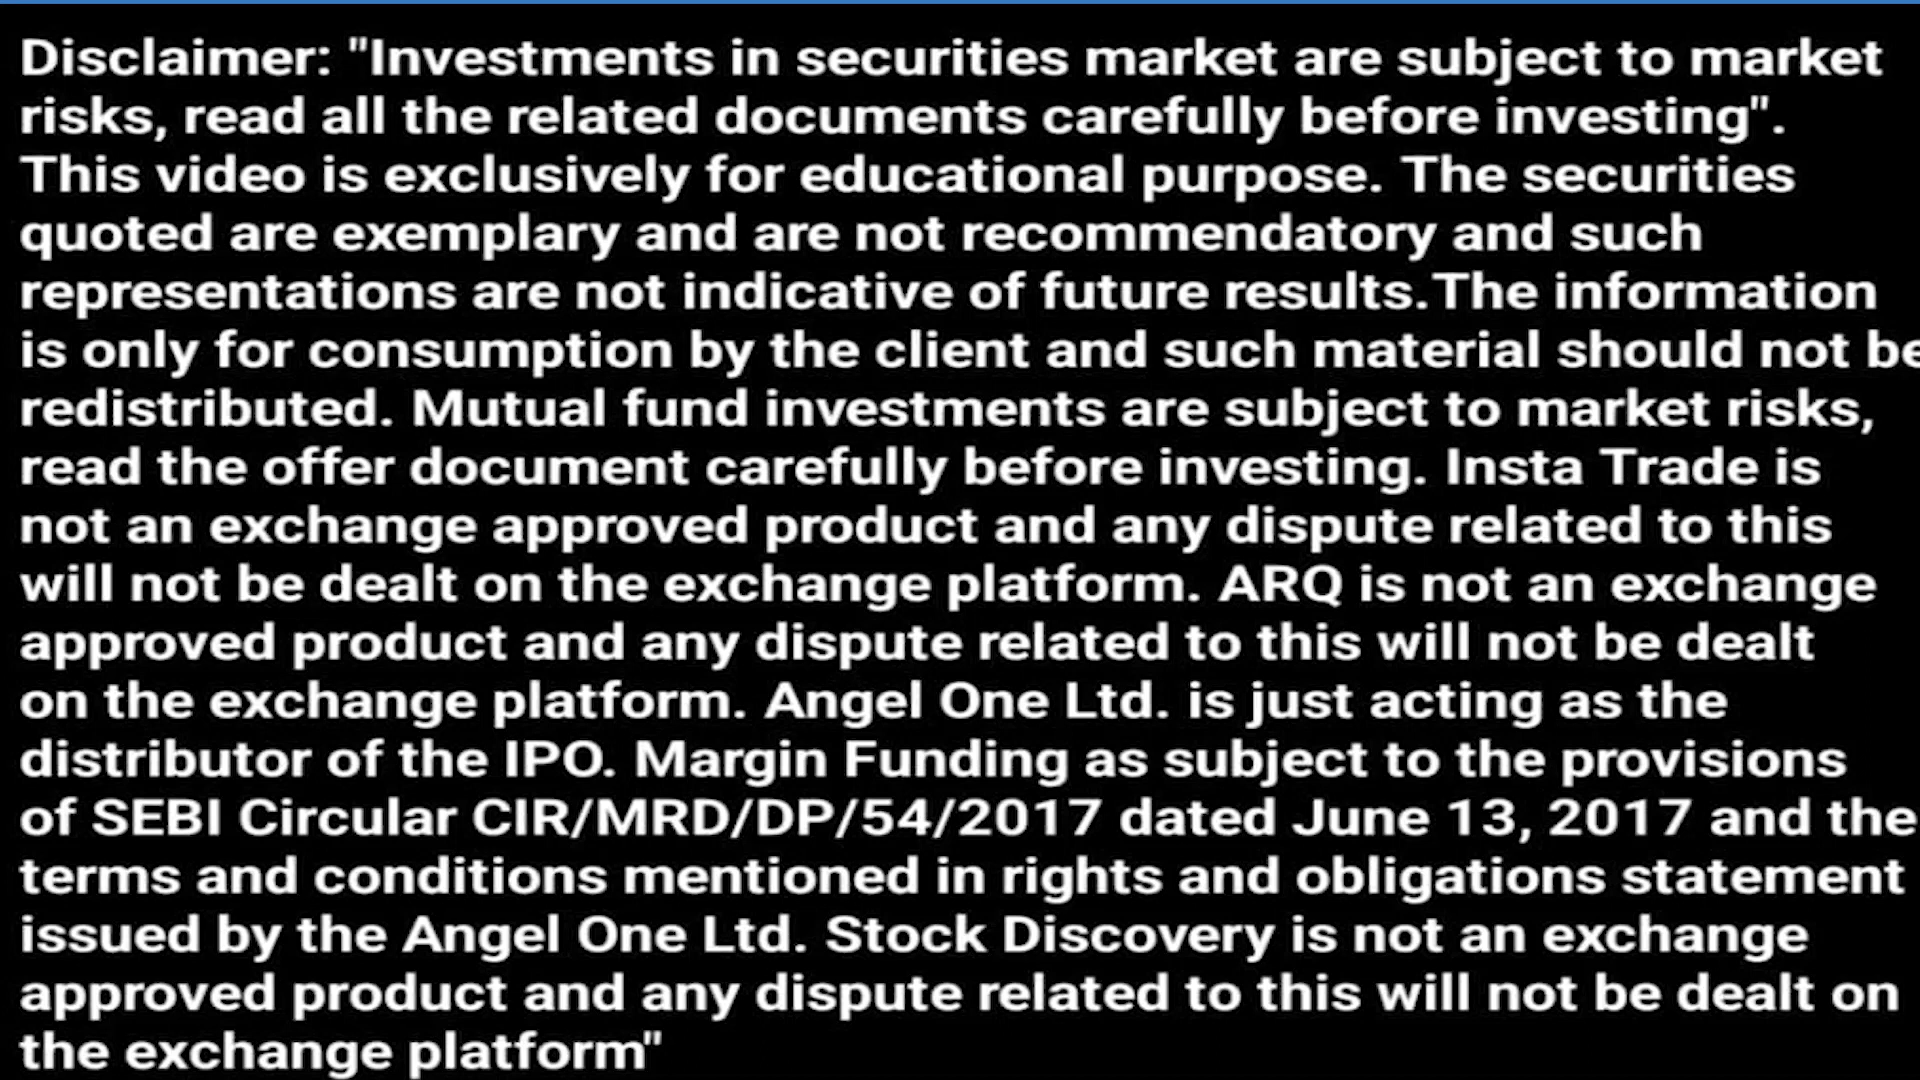 Disclaimer: "Investments in securities market are subject to market
risks, read all the related documents carefully before investing".
This video is exclusively for educational purpose. The securities
quoted are exemplary and are not recommendatory and such
representations are not indicative of future results.The information
is only for consumption by the client and such material should not be
redistributed. Mutual fund investments are subject to market risks,
read the offer document carefully before investing. Insta Trade is
not an exchange approved product and any dispute related to this
will not be dealt on the exchange platform. ARQ is not an exchange
approved product and any dispute related to this will not be dealt
on the exchange platform. Angel One Ltd. is just acting as the
distributor of the IPO. Margin Funding as subject to the provisions
of SEBI Circular CIR/MRD/DP/54/2017 dated June 13, 2017 and the
terms and conditions mentioned in rights and obligations statement
issued by the Angel One Ltd. Stock Discovery is not an exchange
approved product and any dispute related to this will not be dealt on
the exchange platform"